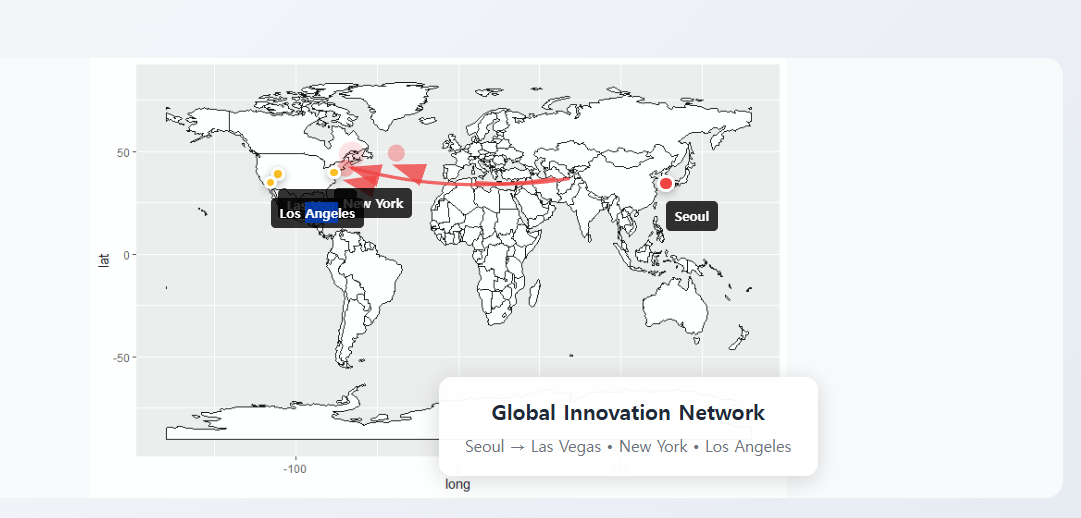 50
0
-50
lat
-100
long
New York
Los Angeles
Seoul
Global Innovation Network
Seoul → Las Vegas • New York • Los Angeles